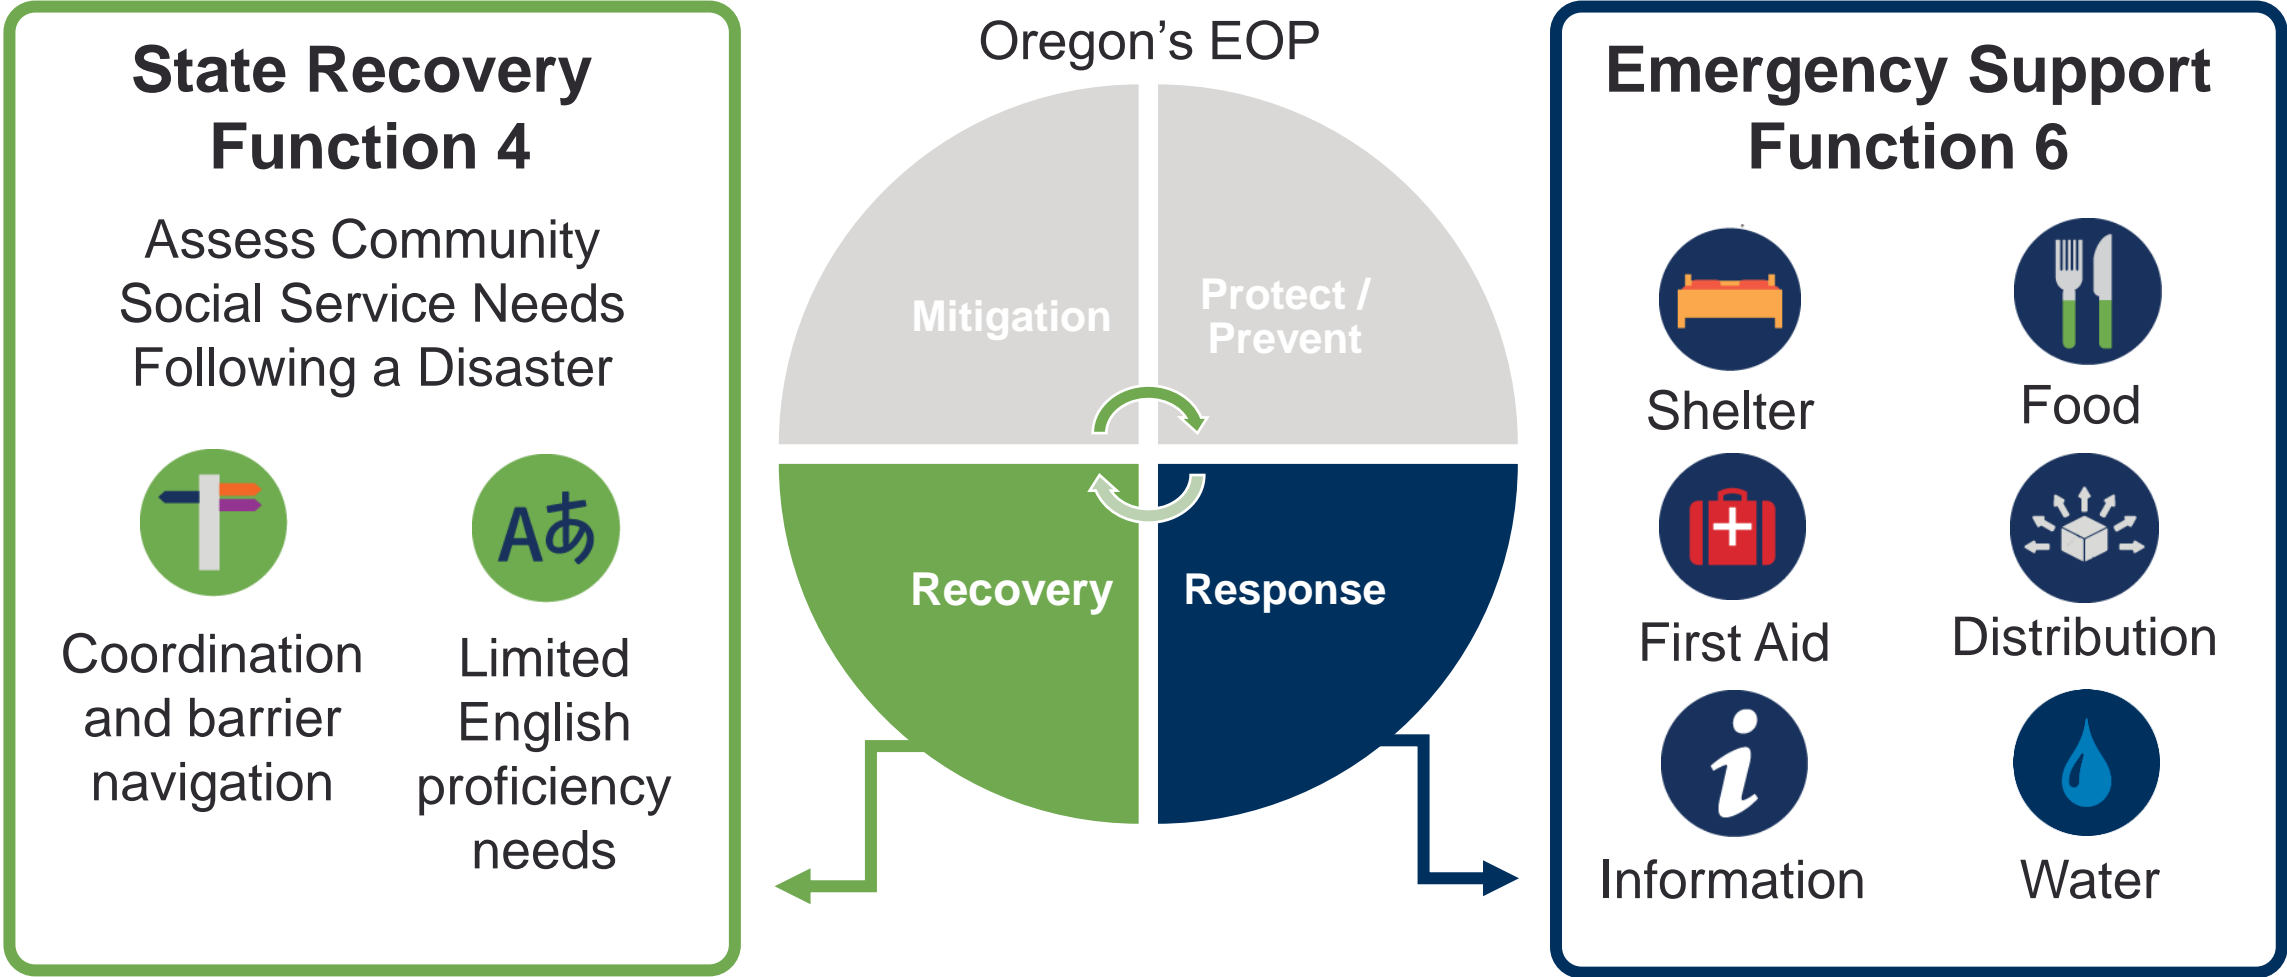 State Recovery
Function 4
Assess Community
Social Service Needs
Following a Disaster
Aあ
Coordination
and barrier
navigation
Limited
English
proficiency
needs
Oregon’s EOP
Mitigation
Protect /
Prevent
Recovery
Response
Emergency Support
Function 6
Shelter
Food
First Aid
Distribution
i
Information
Water